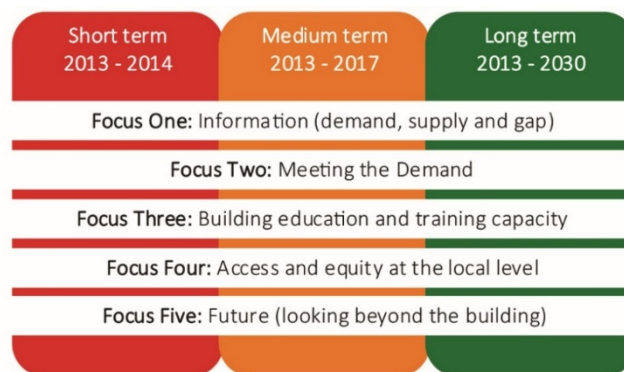 Short term
2013 - 2014
Medium term
2013 - 2017
Long term
2013 - 2030
Focus One: Information (demand, supply and gap)
Focus Two: Meeting the Demand
Focus Three: Building education and training capacity
Focus Four: Access and equity at the local level
Focus Five: Future (looking beyond the building)